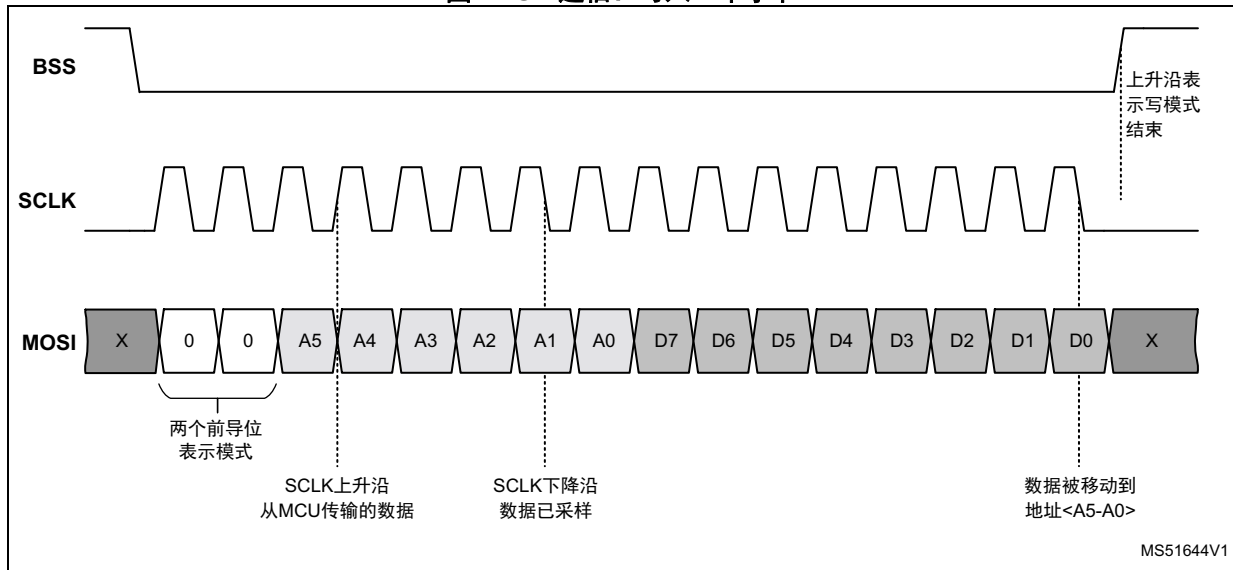 BSS
上升沿表
示写模式
结束
SCLK
MOSI
X 0 0 A5 A4 A3 A2 A1 A0 D7 D6 D5 D4 D3 D2 D1 D0 X
两个前导位
表示模式
SCLK上升沿
从MCU传输的数据
SCLK下降沿
数据已采样
数据被移动到
地址<A5-A0>
MS51644V1